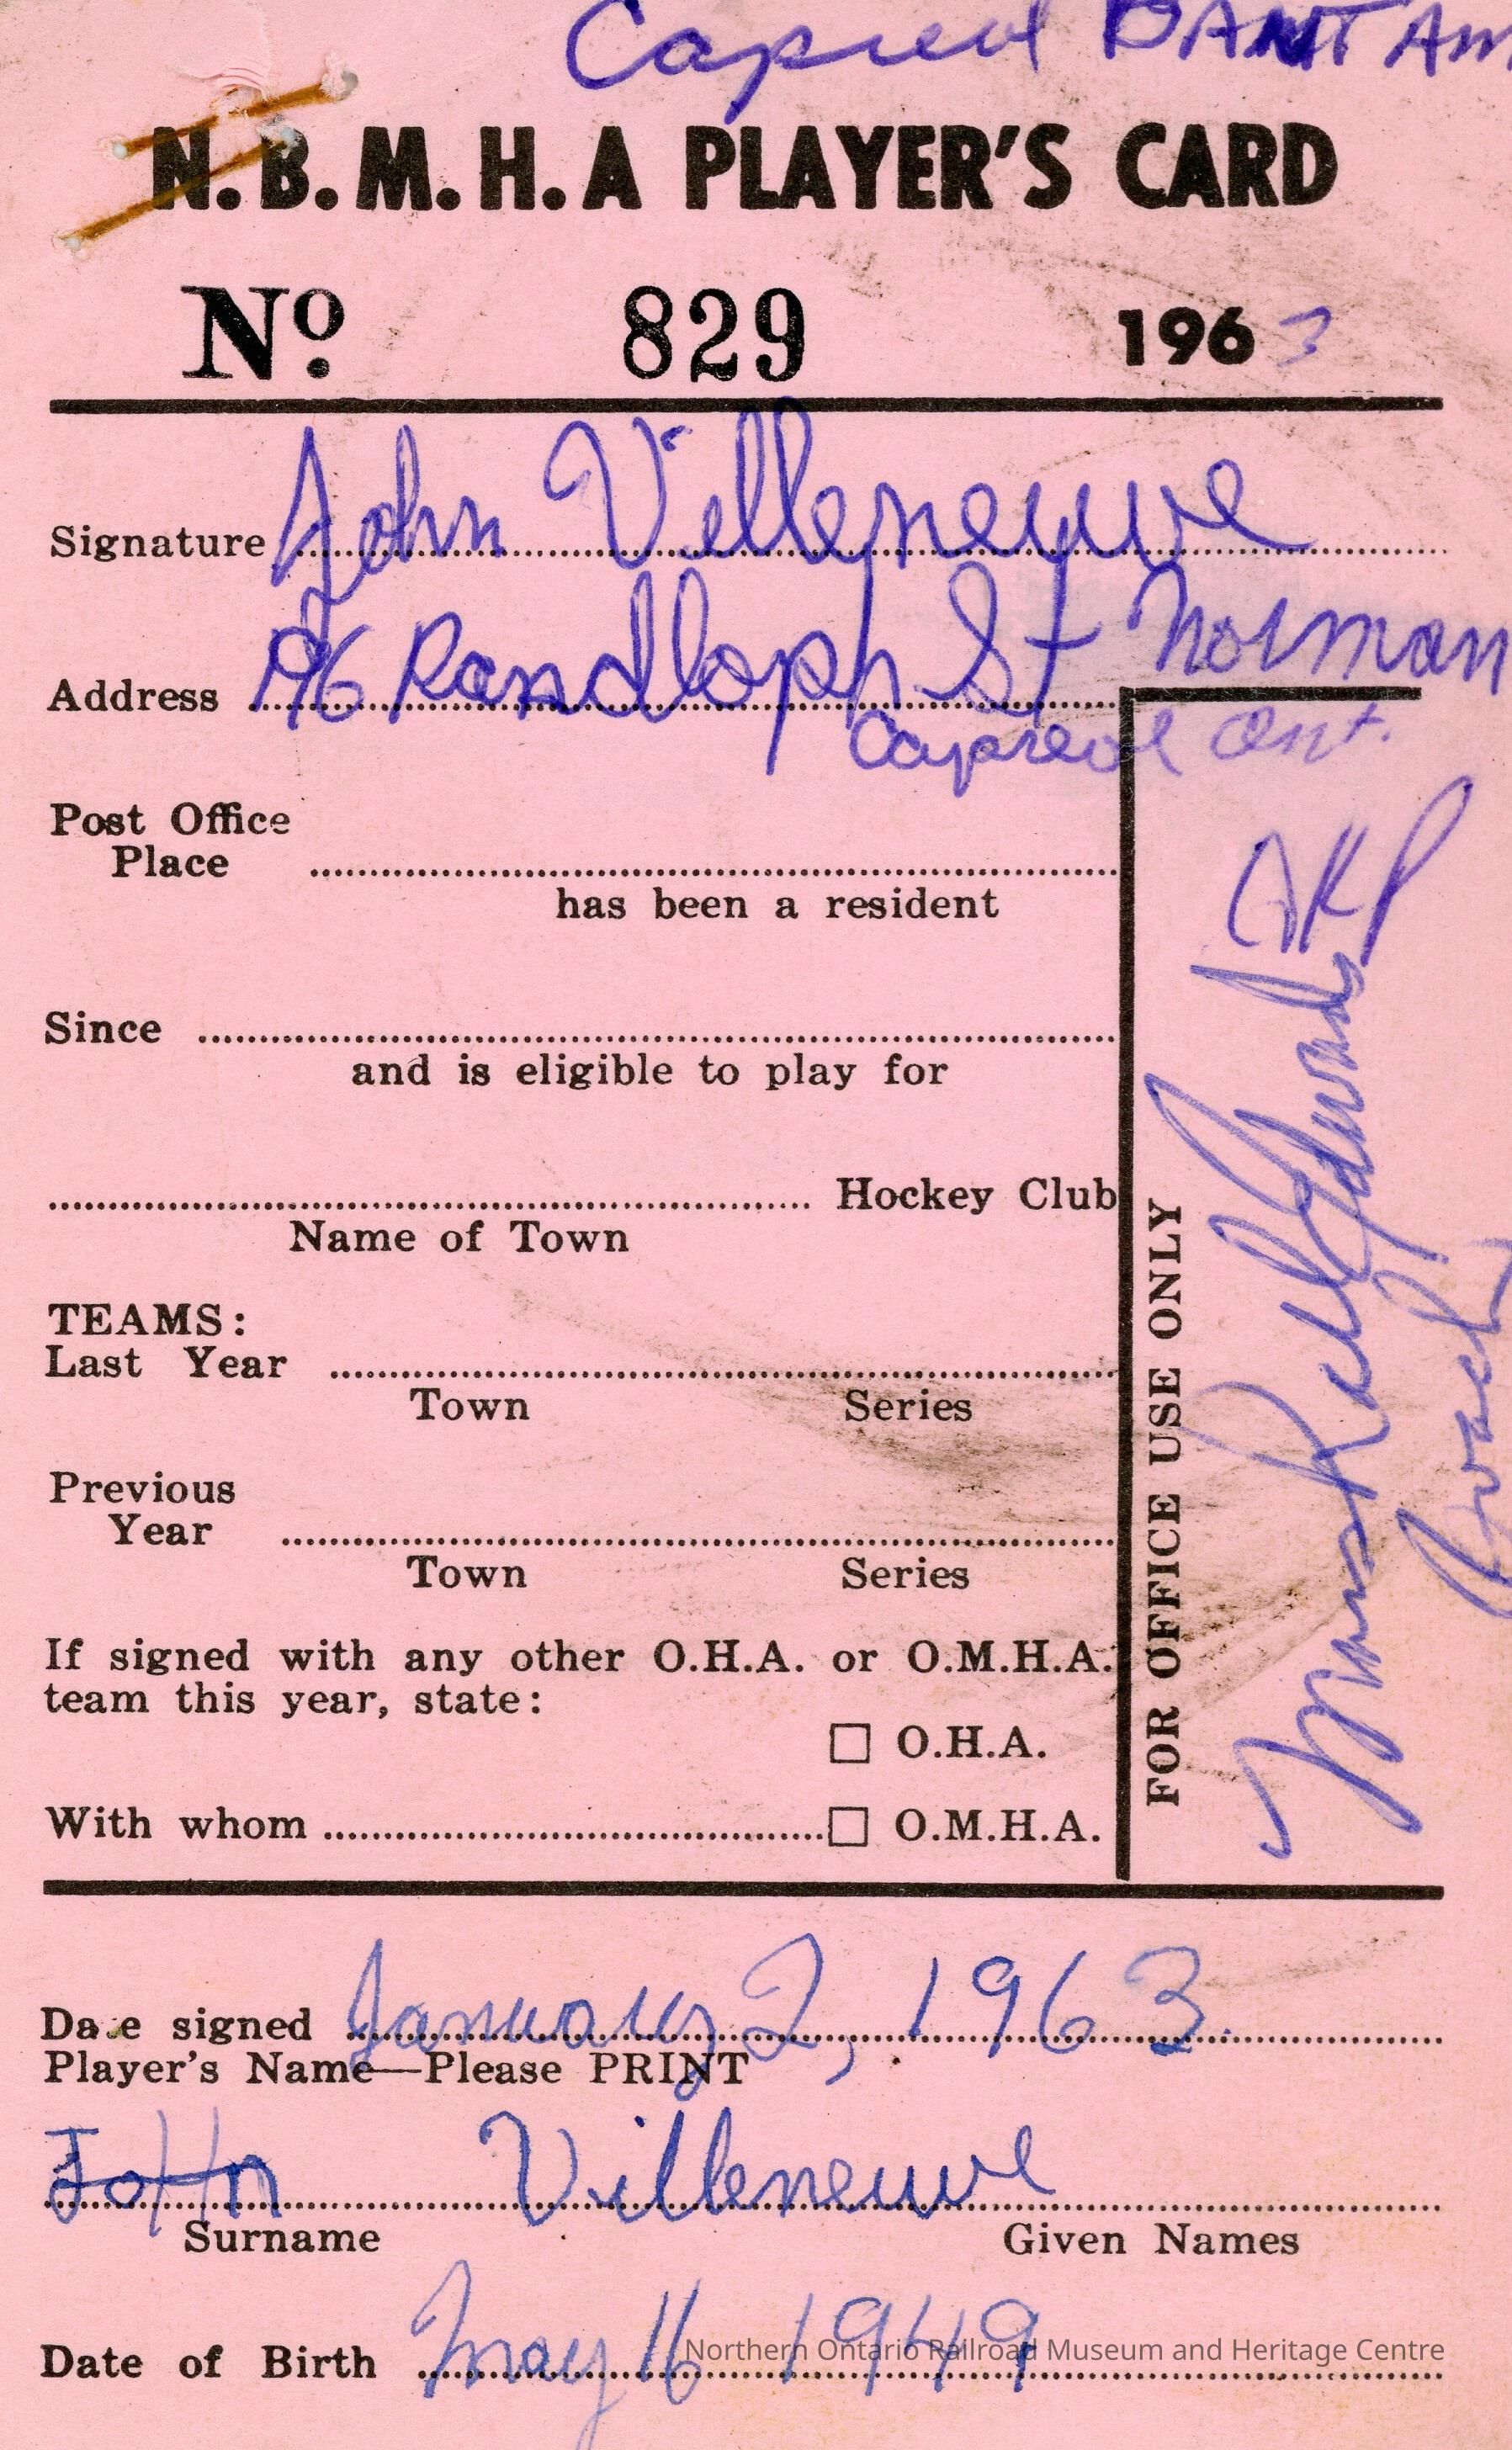 Capreol BANTAM
N.B.M.H.A PLAYER'S CARD
No. 829 1963
Signature John Villeneuve
Address 196 Randloph St Norman
Capreol Ont.
Post Office
Place
has been a resident
Since
and is eligible to play for
Hockey Club
Name of Town
TEAMS:
Last Year
Town Series
Previous
Year
Town Series
If signed with any other O.H.A. or O.M.H.A.
team this year, state:
O.H.A.
With whom O.M.H.A.
FOR OFFICE USE ONLY
Date signed January 2, 1963
Player's Name—Please PRINT
JoHn Villeneuve
Surname Given Names
Date of Birth May 16 1949
Northern Ontario Railroad Museum and Heritage Centre